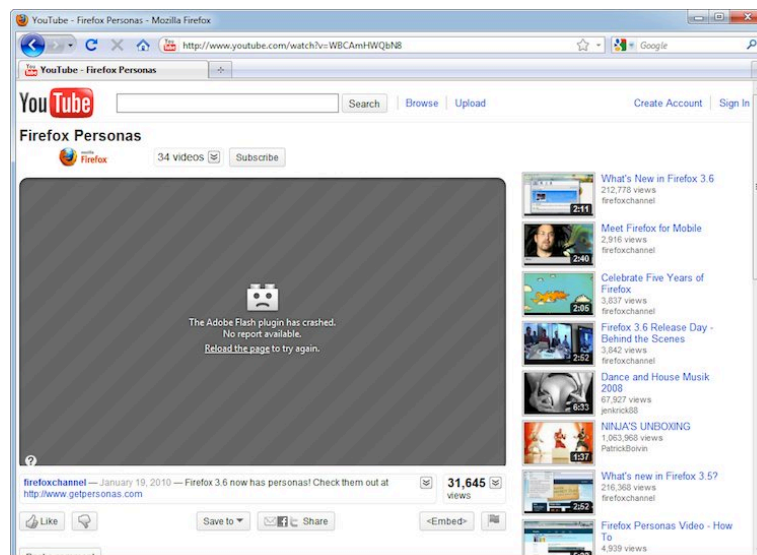 YouTube - Firefox Personas - Mozilla Firefox
http://www.youtube.com/watch?v=WBCAmHWQbN8
Google
YouTube - Firefox Personas
YouTube
Search
Browse
Upload
Create Account
Sign In
Firefox Personas
mozilla
Firefox
34 videos
Subscribe
The Adobe Flash plugin has crashed.
No report available.
Reload the page to try again.
firefoxchannel — January 19, 2010 — Firefox 3.6 now has personas! Check them out at
http://www.getpersonas.com
31,645
views
Like
Save to
Share
<Embed>
What's New in Firefox 3.6
212,778 views
firefoxchannel
2:11
Meet Firefox for Mobile
2,916 views
firefoxchannel
2:40
Celebrate Five Years of
Firefox
3,837 views
firefoxchannel
2:05
Firefox 3.6 Release Day -
Behind the Scenes
3,842 views
firefoxchannel
2:52
Dance and House Musik
2008
67,927 views
jenkrick88
6:33
NINJA'S UNBOXING
1,063,968 views
PatrickBoivin
1:37
What's new in Firefox 3.5?
216,368 views
firefoxchannel
2:52
Firefox Personas Video - How
To
4,939 views